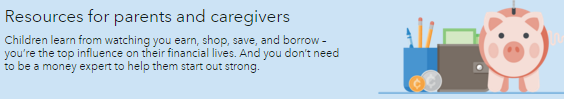 Resources for parents and caregivers
Children learn from watching you earn, shop, save, and borrow –
you're the top influence on their financial lives. And you don't need
to be a money expert to help them start out strong.